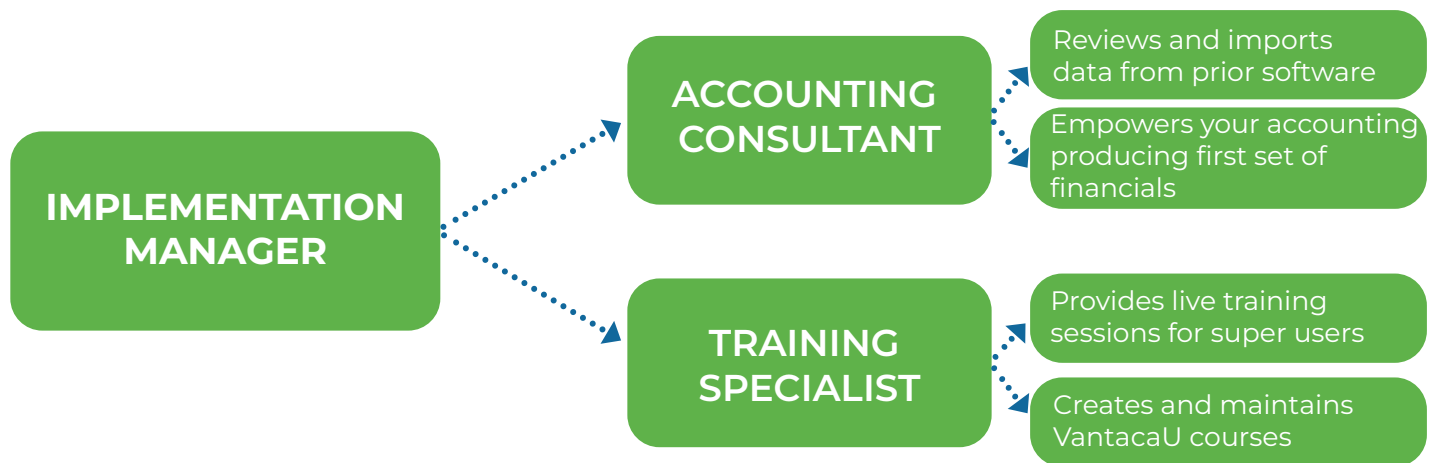 IMPLEMENTATION
MANAGER
ACCOUNTING
CONSULTANT
Reviews and imports
data from prior software
Empowers your accounting
producing first set of
financials
TRAINING
SPECIALIST
Provides live training
sessions for super users
Creates and maintains
VantacaU courses